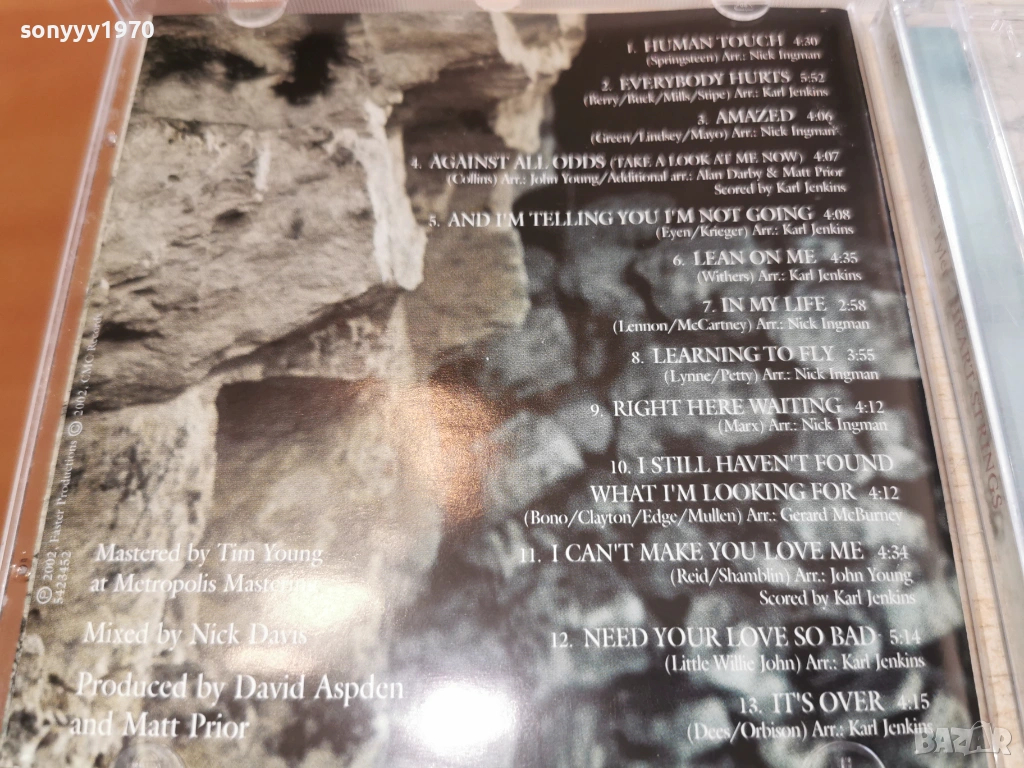 sonyyy1970
1. HUMAN TOUCH 4:30
(Springsteen) Arr.: Nick Ingman
2. EVERYBODY HURTS 5:52
(Berry/Buck/Mills/Stipe) Arr.: Karl Jenkins
3. AMAZED 4:06
(Green/Lindsey/Mayo) Arr.: Nick Ingman
4. AGAINST ALL ODDS (TAKE A LOOK AT ME NOW) 4:07
(Collins) Arr.: John Young/Additional arr.: Alan Darby & Matt Prior
Scored by Karl Jenkins
5. AND I'M TELLING YOU I'M NOT GOING 4:08
(Eyen/Krieger) Arr.: Karl Jenkins
6. LEAN ON ME 4:35
(Withers) Arr.: Karl Jenkins
7. IN MY LIFE 2:58
(Lennon/McCartney) Arr.: Nick Ingman
8. LEARNING TO FLY 3:55
(Lynne/Petty) Arr.: Nick Ingman
9. RIGHT HERE WAITING 4:12
(Marx) Arr.: Nick Ingman
10. I STILL HAVEN'T FOUND
WHAT I'M LOOKING FOR 4:12
(Bono/Clayton/Edge/Mullen) Arr.: Gerard McBurney
11. I CAN'T MAKE YOU LOVE ME 4:34
(Reid/Shamblin) Arr.: John Young
Scored by Karl Jenkins
12. NEED YOUR LOVE SO BAD 5:14
(Little Willie John) Arr.: Karl Jenkins
13. IT'S OVER 4:15
(Dees/Orbison) Arr.: Karl Jenkins
Mastered by Tim Young
at Metropolis Mastering
Mixed by Nick Davis
Produced by David Aspden
and Matt Prior
℗ 2002. Production © 2002. CMC
5423452
HEARTSTRINGS
BAZAR